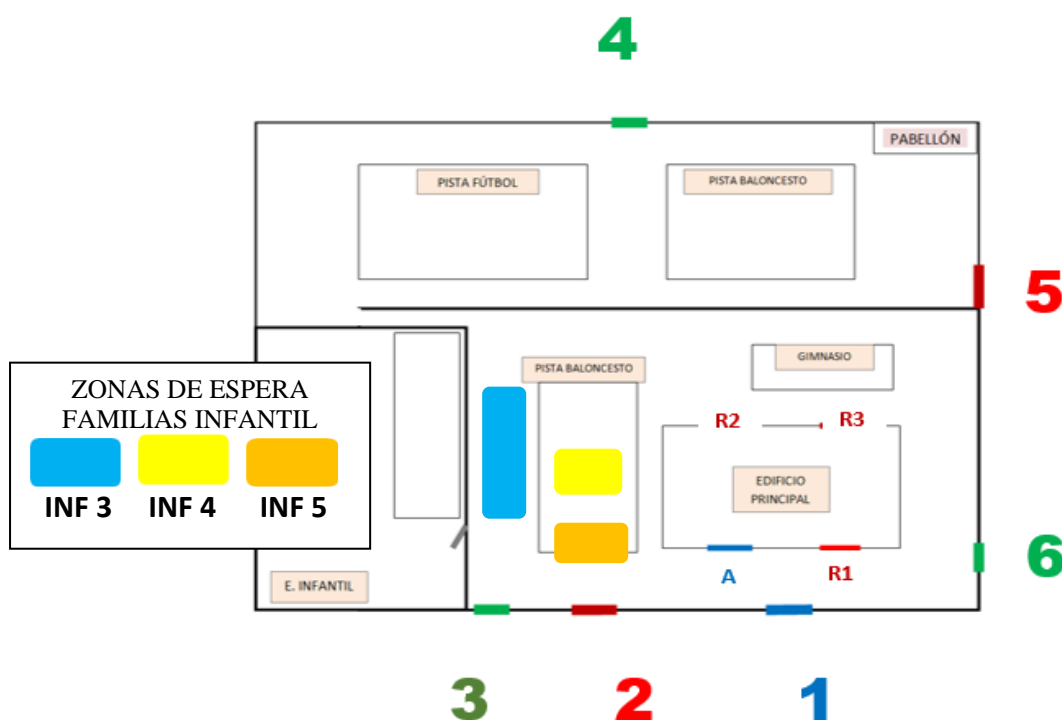 4
PABELLÓN
PISTA FÚTBOL
PISTA BALONCESTO
5
ZONAS DE ESPERA
FAMILIAS INFANTIL
INF 3 INF 4 INF 5
PISTA BALONCESTO
GIMNASIO
R2
R3
EDIFICIO
PRINCIPAL
6
A
R1
E. INFANTIL
3
2
1